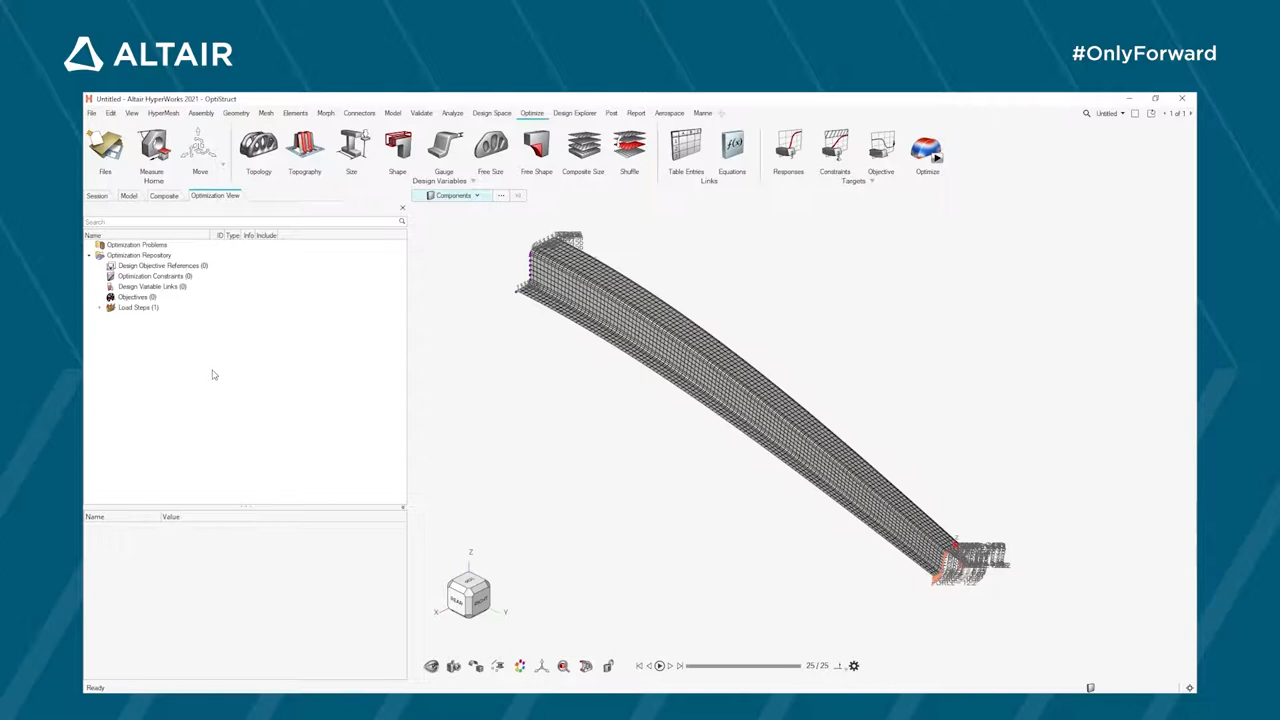 ALTAIR
#OnlyForward
Untitled - Altair HyperWorks 2021 - OptiStruct
File Edit View HyperMesh Assembly Geometry Mesh Elements Morph Connectors Model Validate Analyze Design Space Optimize Design Explorer Post Report Aerospace Marine
Untitled 1 of 1
Files Measure Move Topology Topography Size Shape Gauge Free Size Free Shape Composite Size Shuffle Table Entries Equations Responses Constraints Objective Optimize
Home Design Variables Links Targets
Session Model Composite Optimization View
Components
Search
Name ID Type Info Include
Optimization Problems
Optimization Repository
Design Objective References (0)
Optimization Constraints (0)
Design Variable Links (0)
Objectives (0)
Load Steps (1)
Name Value
Z
REAR FRONT
X Y
25 / 25
Ready